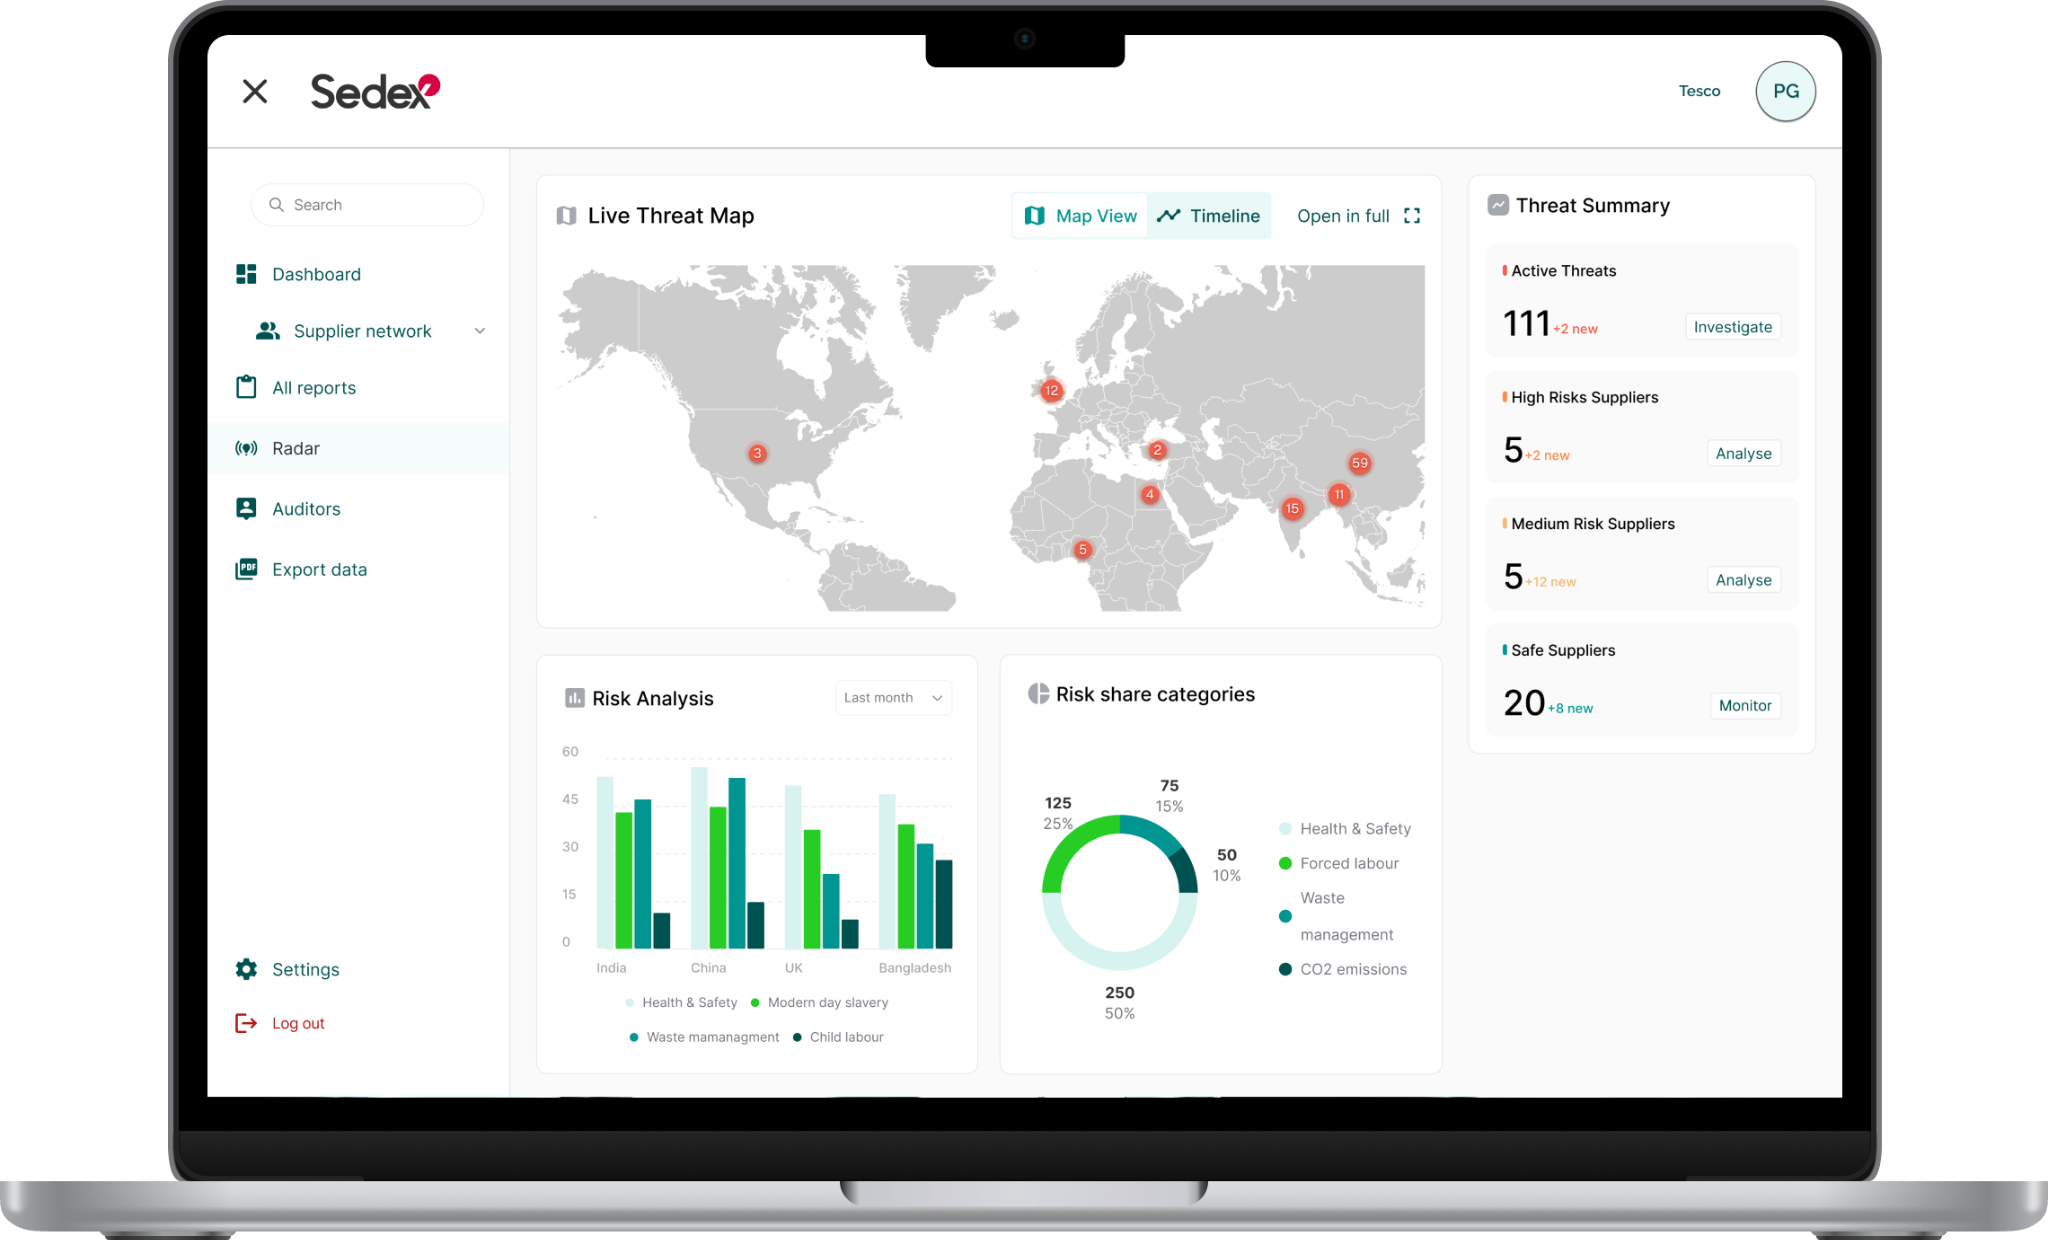 Sedex
Tesco
PG
Search
Dashboard
Supplier network
All reports
Radar
Auditors
PDF
Export data
Settings
Log out
Live Threat Map
Map View
Timeline
Open in full
12
3
2
59
4
11
15
5
Risk Analysis
Last month
60
45
30
15
0
India
China
UK
Bangladesh
Health & Safety
Modern day slavery
Waste mamanagment
Child labour
Risk share categories
75
15%
125
25%
50
10%
250
50%
Health & Safety
Forced labour
Waste
management
CO2 emissions
Threat Summary
Active Threats
111 +2 new
Investigate
High Risks Suppliers
5 +2 new
Analyse
Medium Risk Suppliers
5 +12 new
Analyse
Safe Suppliers
20 +8 new
Monitor